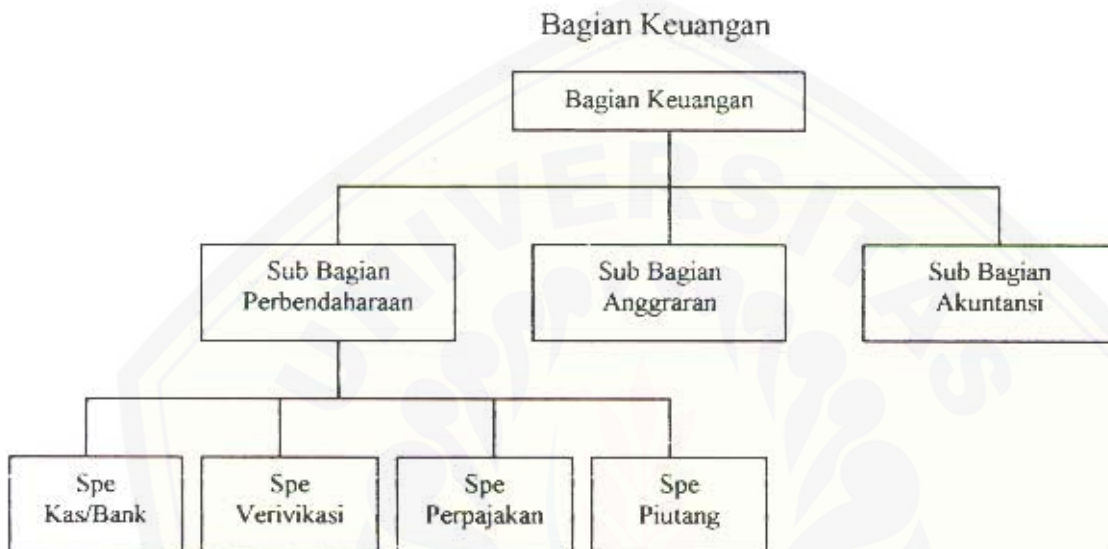 Bagian Keuangan
Bagian Keuangan
Sub Bagian
Perbendaharaan
Sub Bagian
Anggraran
Sub Bagian
Akuntansi
Spe
Kas/Bank
Spe
Verivikasi
Spe
Perpajakan
Spe
Piutang
UNIVERSITAS